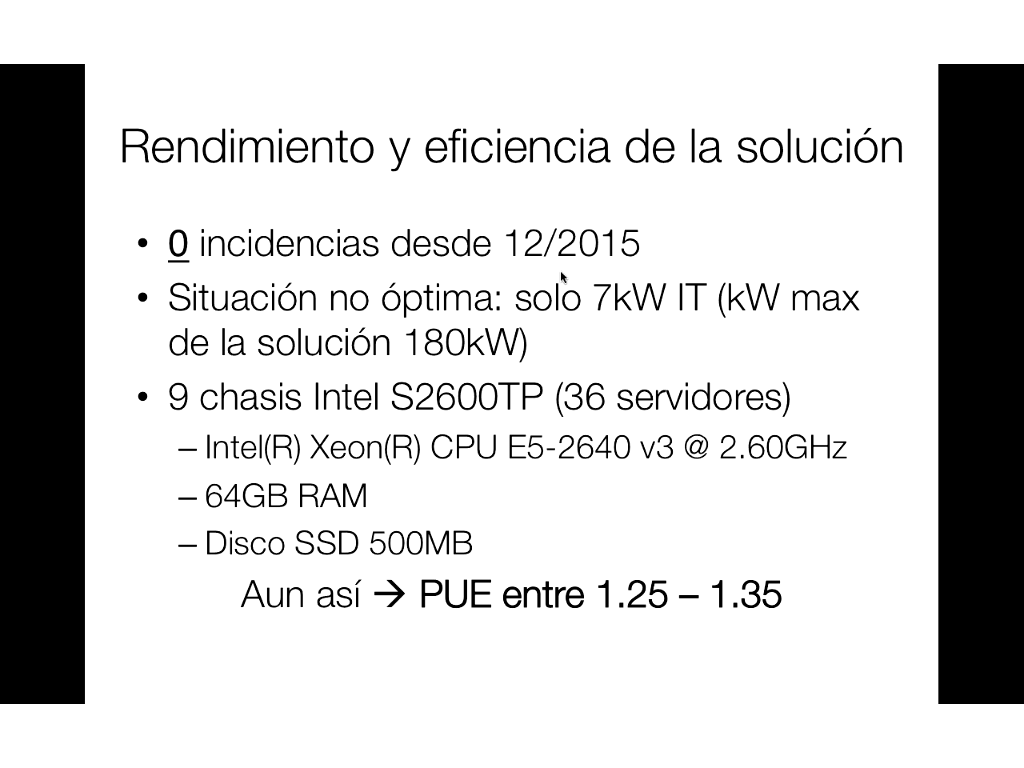 Rendimiento y eficiencia de la solución
• 0 incidencias desde 12/2015
• Situación no óptima: solo 7kW IT (kW max
de la solución 180kW)
• 9 chasis Intel S2600TP (36 servidores)
– Intel(R) Xeon(R) CPU E5-2640 v3 @ 2.60GHz
– 64GB RAM
– Disco SSD 500MB
Aun así → PUE entre 1.25 – 1.35